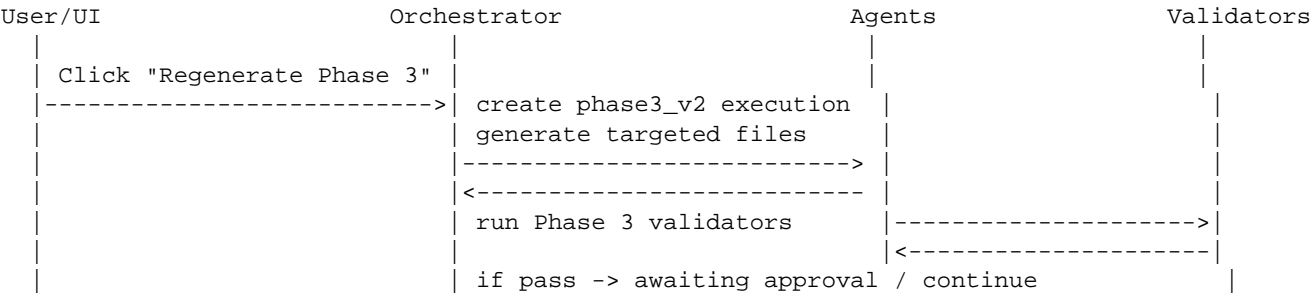 User/UI                    Orchestrator                    Agents                Validators
  |                             |                            |                      |
  | Click "Regenerate Phase 3"  |                            |                      |
  |--------------------------->| create phase3_v2 execution  |                      |
  |                             | generate targeted files     |                      |
  |                             |---------------------------> |                      |
  |                             |<--------------------------- |                      |
  |                             | run Phase 3 validators      |--------------------->|
  |                             |                             |<---------------------|
  |                             | if pass -> awaiting approval / continue             |